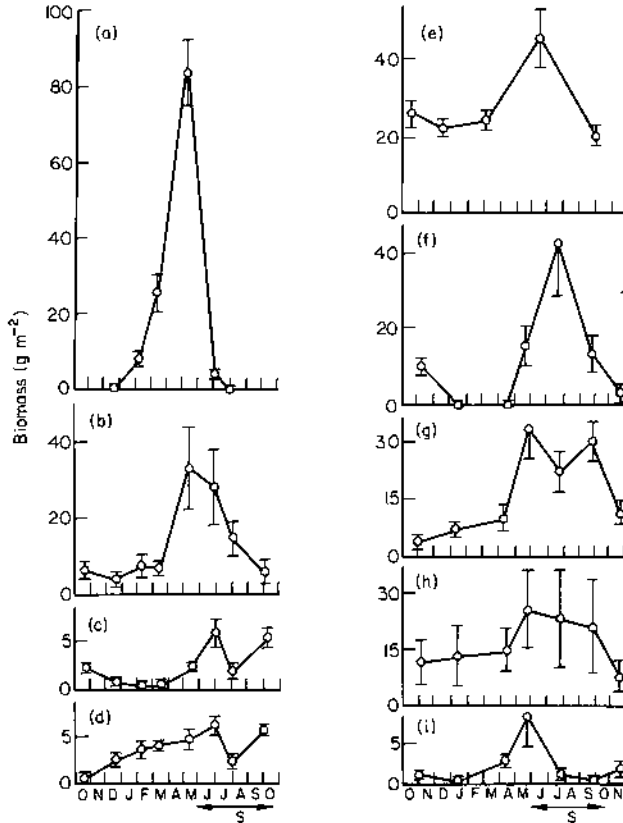 Biomass (g m⁻²)
(a)
100
80
60
40
20
0
(b)
40
20
0
(c)
5
0
(d)
5
0
O N D J F M A M J J A S O
S
(e)
40
20
0
(f)
40
20
0
(g)
30
15
0
(h)
30
15
0
(i)
5
0
O N D J F M A M J J A S O N
S